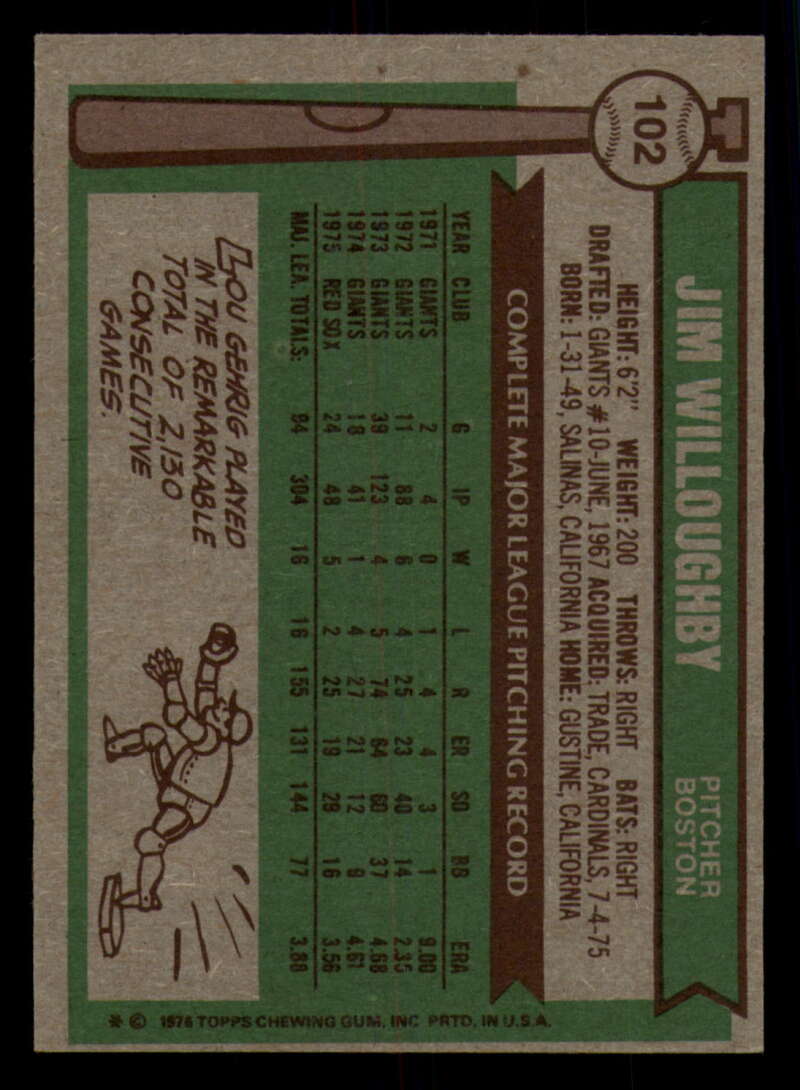 102
JIM WILLOUGHBY
PITCHER
BOSTON
HEIGHT: 6'2" WEIGHT: 200 THROWS: RIGHT BATS: RIGHT
DRAFTED: GIANTS #10-JUNE, 1967 ACQUIRED: TRADE, CARDINALS, 7-4-75
BORN: 1-31-49, SALINAS, CALIFORNIA HOME: GUSTINE, CALIFORNIA
COMPLETE MAJOR LEAGUE PITCHING RECORD
YEAR CLUB G IP W L R ER SO BB ERA
1971 GIANTS 2 4 0 1 4 4 3 1 9.00
1972 GIANTS 11 88 6 4 25 23 40 14 2.35
1973 GIANTS 39 123 4 5 74 64 60 37 4.68
1974 GIANTS 18 41 1 4 27 21 12 9 4.61
1975 RED SOX 24 48 5 2 25 19 29 16 3.56
MAJ. LEA. TOTALS: 94 304 16 16 155 131 144 77 3.88
LOU GEHRIG PLAYED
IN THE REMARKABLE
TOTAL OF 2,130
CONSECUTIVE
GAMES.
* © 1976 TOPPS CHEWING GUM, INC PRTD. IN U.S.A.